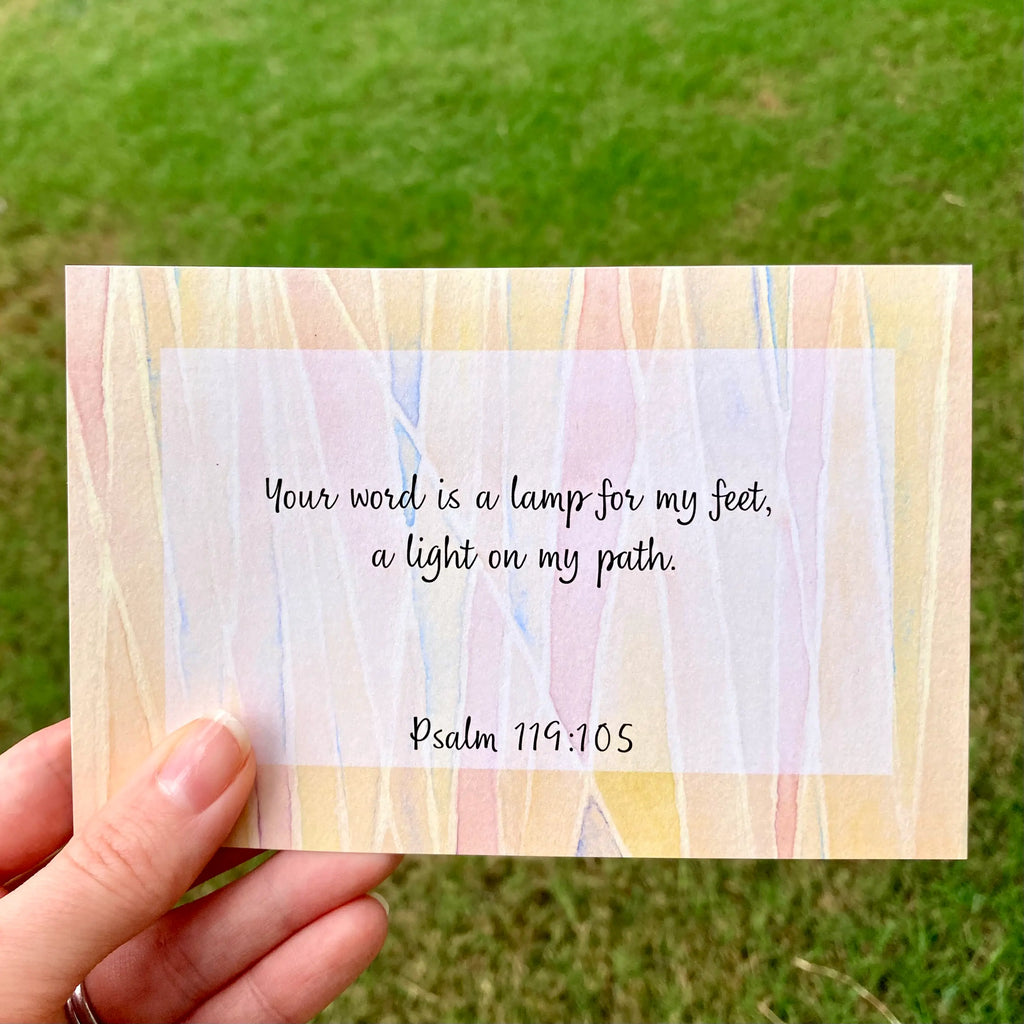 Your word is a lamp for my feet,
a light on my path.
Psalm 119:105